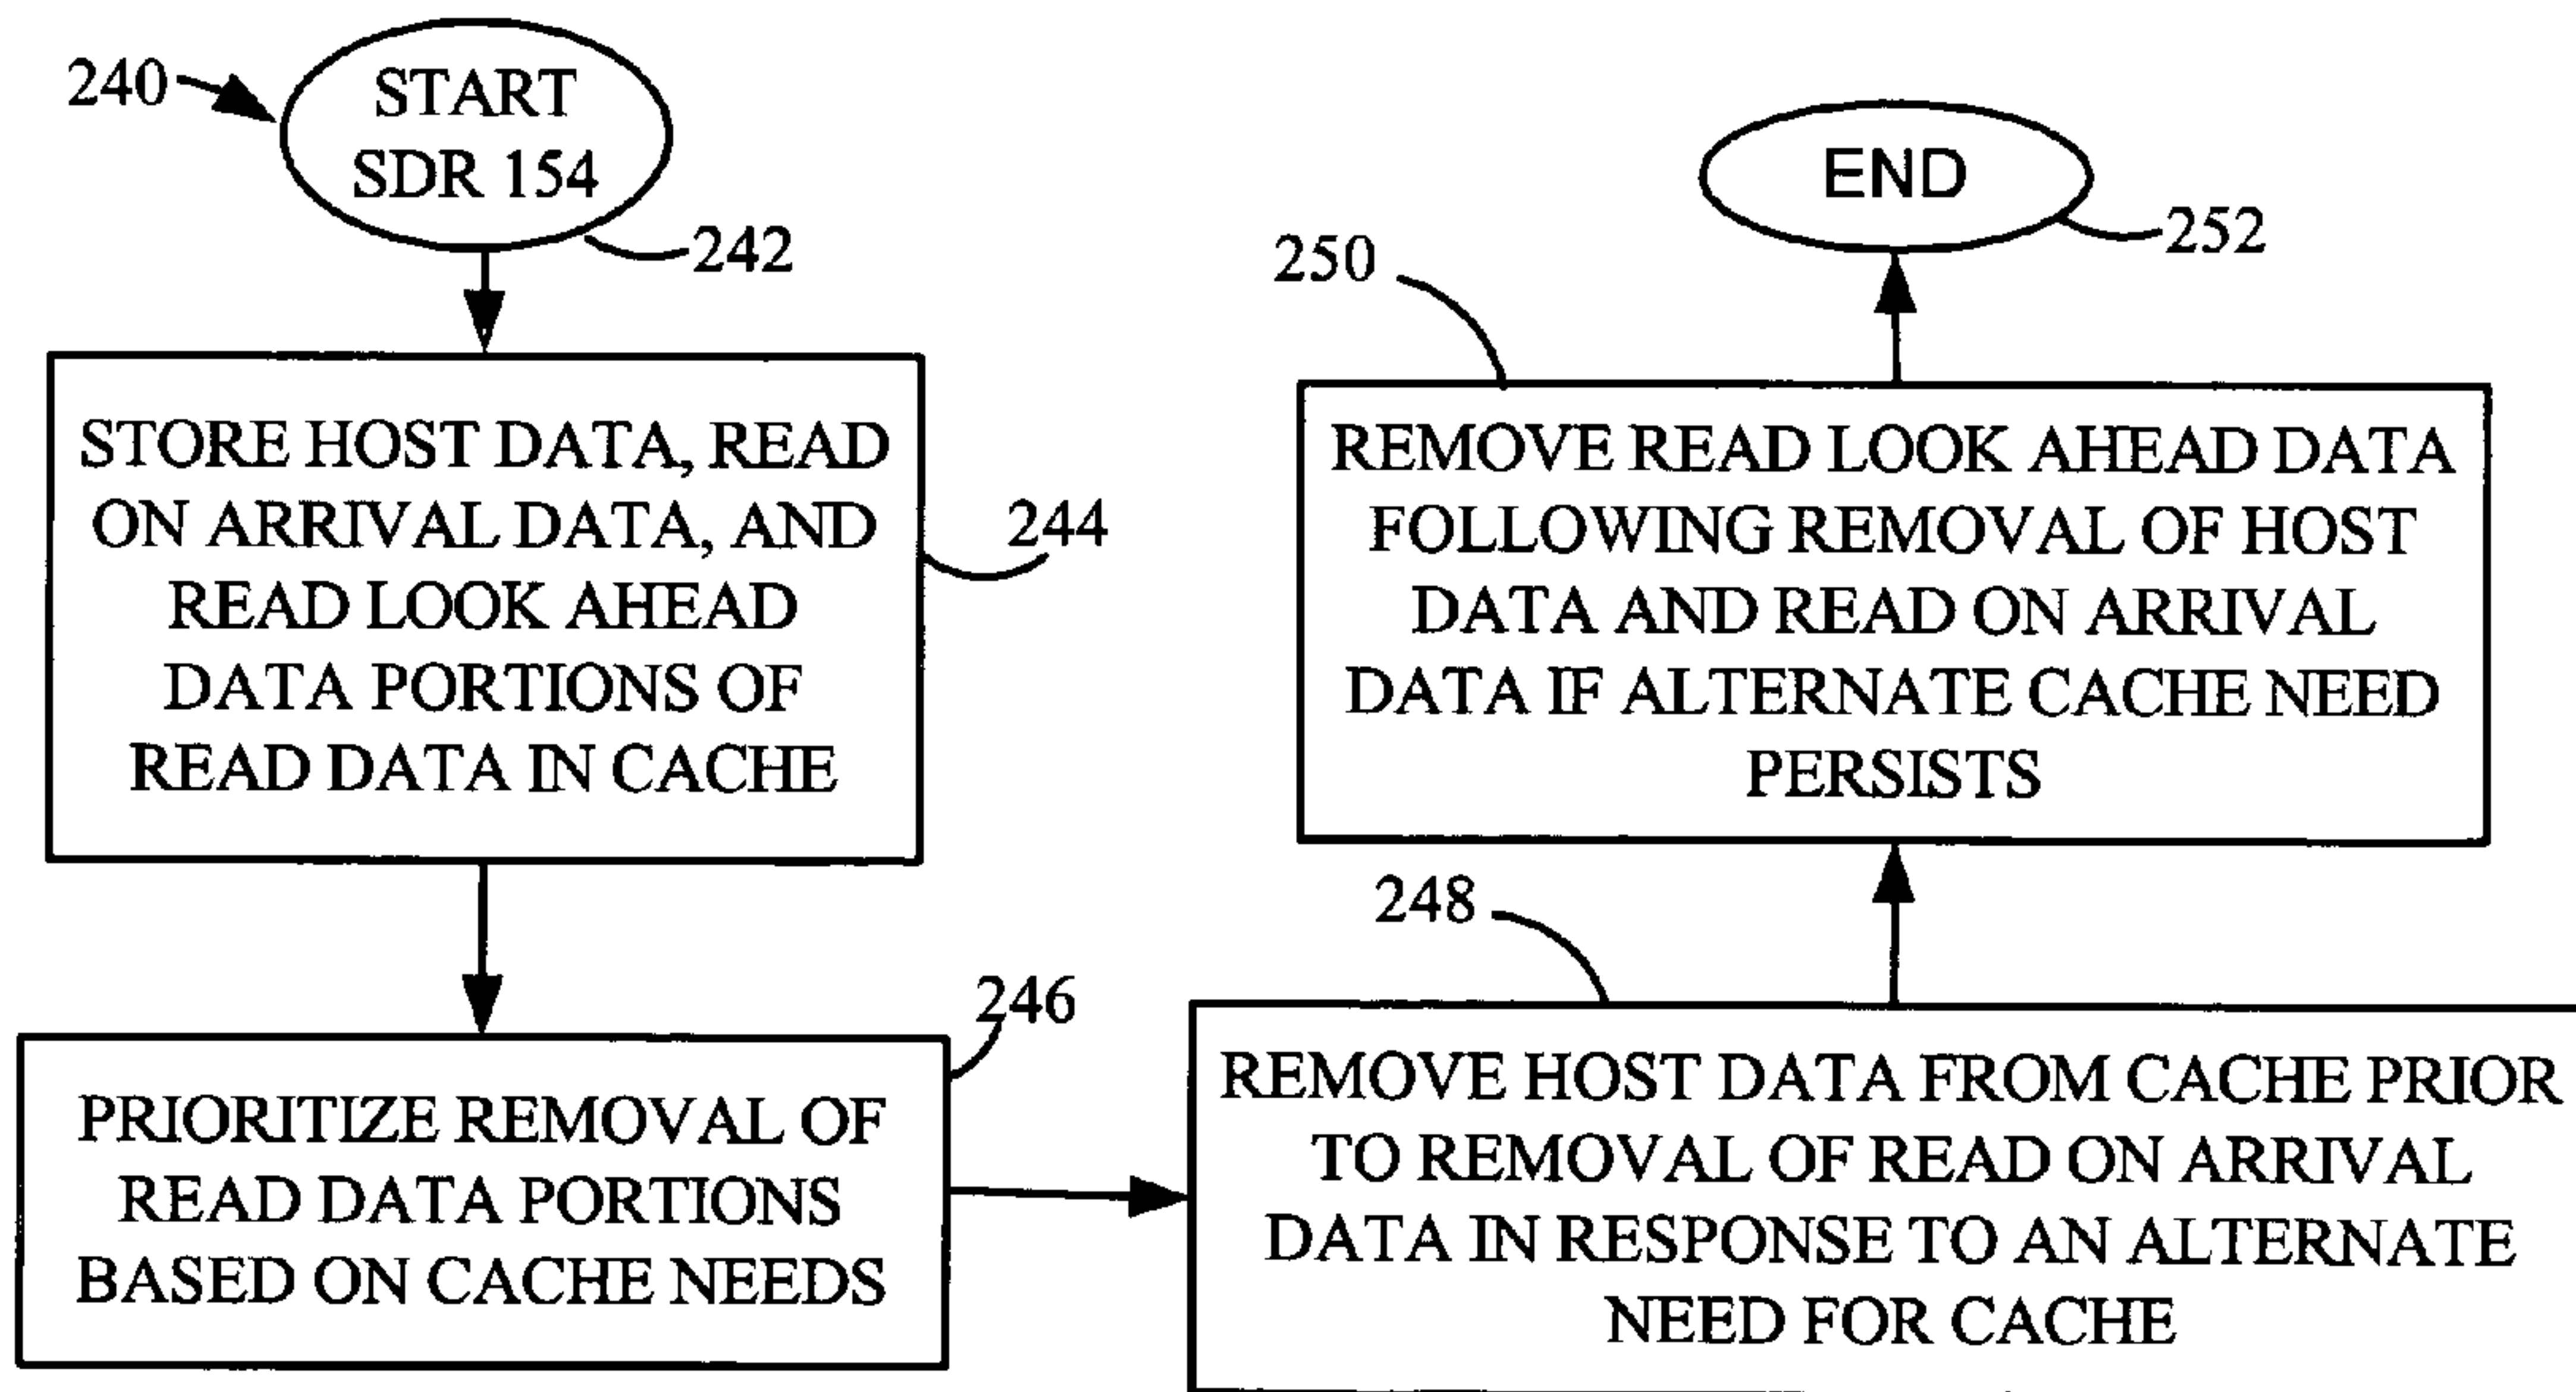 240
START
SDR 154
242
STORE HOST DATA, READ
ON ARRIVAL DATA, AND
READ LOOK AHEAD
DATA PORTIONS OF
READ DATA IN CACHE
244
PRIORITIZE REMOVAL OF
READ DATA PORTIONS
BASED ON CACHE NEEDS
246
REMOVE HOST DATA FROM CACHE PRIOR
TO REMOVAL OF READ ON ARRIVAL
DATA IN RESPONSE TO AN ALTERNATE
NEED FOR CACHE
248
REMOVE READ LOOK AHEAD DATA
FOLLOWING REMOVAL OF HOST
DATA AND READ ON ARRIVAL
DATA IF ALTERNATE CACHE NEED
PERSISTS
250
END
252